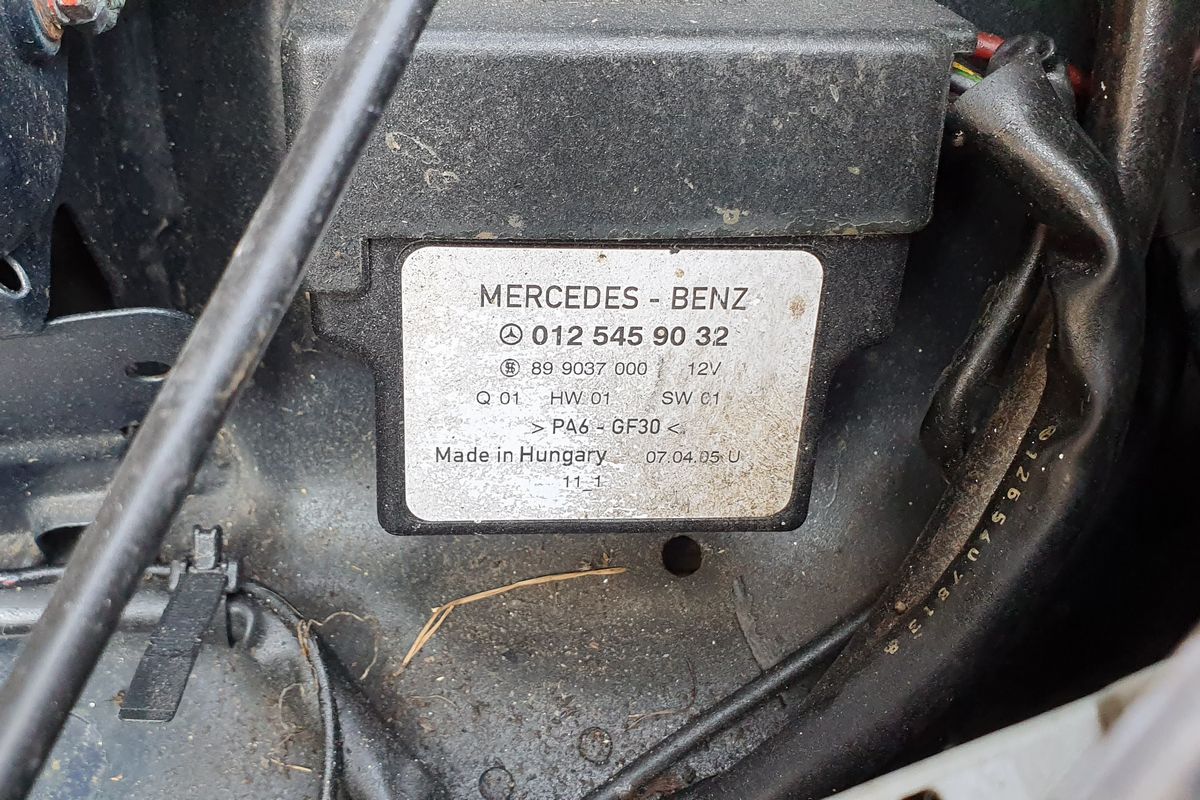 MERCEDES - BENZ
012 545 90 32
89 9037 000 12V
Q 01 HW 01 SW 01
> PA6 - GF30 <
Made in Hungary 07.04.05 U
11_1